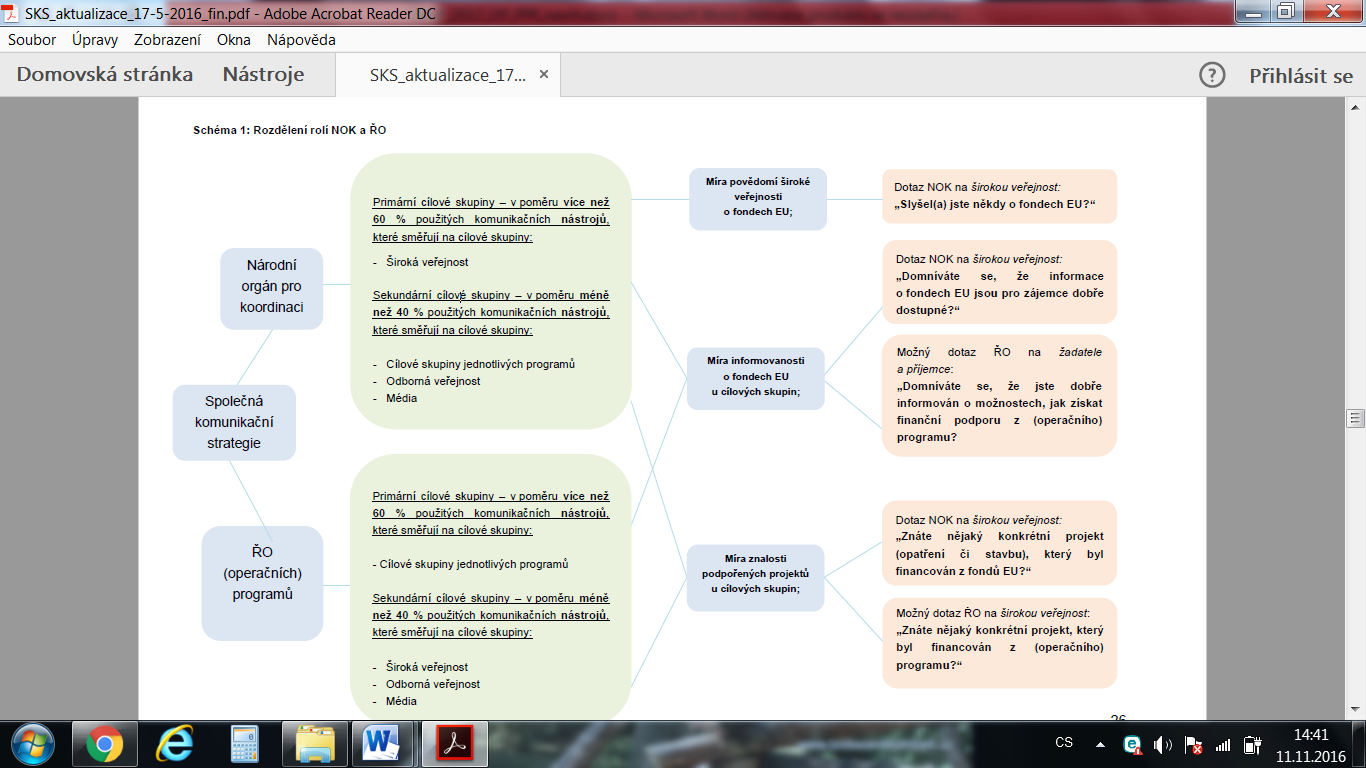 SKS_aktualizace_17-5-2016_fin.pdf - Adobe Acrobat Reader DC
Soubor Úpravy Zobrazení Okna Nápověda
Domovská stránka Nástroje SKS_aktualizace_17... × ? Přihlásit se
Schéma 1: Rozdělení rolí NOK a ŘO
Společná
komunikační
strategie
Národní
orgán pro
koordinaci
ŘO
(operačních)
programů
Primární cílové skupiny – v poměru více než
60 % použitých komunikačních nástrojů,
které směřují na cílové skupiny:
- Široká veřejnost
Sekundární cílové skupiny – v poměru méně
než 40 % použitých komunikačních nástrojů,
které směřují na cílové skupiny:
- Cílové skupiny jednotlivých programů
- Odborná veřejnost
- Média
Primární cílové skupiny – v poměru více než
60 % použitých komunikačních nástrojů,
které směřují na cílové skupiny:
- Cílové skupiny jednotlivých programů
Sekundární cílové skupiny – v poměru méně
než 40 % použitých komunikačních nástrojů,
které směřují na cílové skupiny:
- Široká veřejnost
- Odborná veřejnost
- Média
Míra povědomí široké
veřejnosti
o fondech EU;
Míra informovanosti
o fondech EU
u cílových skupin;
Míra znalosti
podpořených projektů
u cílových skupin;
Dotaz NOK na širokou veřejnost:
„Slyšel(a) jste někdy o fondech EU?“
Dotaz NOK na širokou veřejnost:
„Domníváte se, že informace
o fondech EU jsou pro zájemce dobře
dostupné?“
Možný dotaz ŘO na žadatele
a příjemce:
„Domníváte se, že jste dobře
informován o možnostech, jak získat
finanční podporu z (operačního)
programu?
Dotaz NOK na širokou veřejnost:
„Znáte nějaký konkrétní projekt
(opatření či stavbu), který byl
financován z fondů EU?“
Možný dotaz ŘO na širokou veřejnost:
„Znáte nějaký konkrétní projekt, který
byl financován z (operačního)
programu?“
26
CS
14:41
11.11.2016